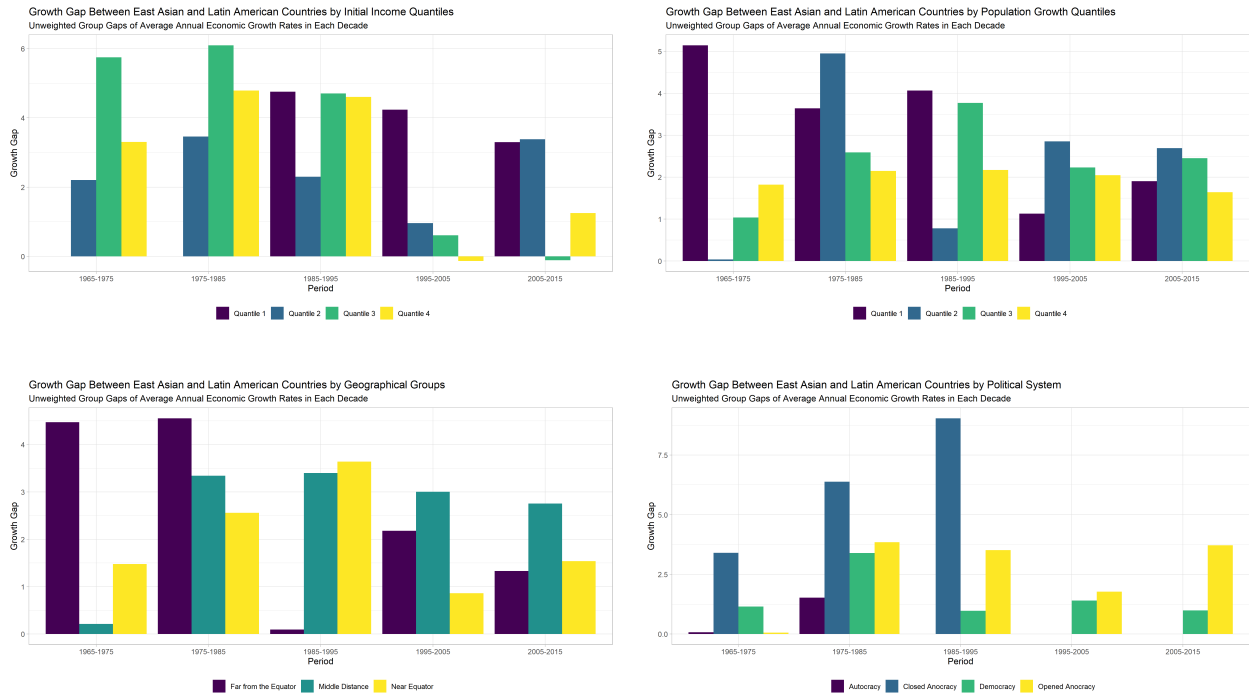 Growth Gap Between East Asian and Latin American Countries by Initial Income Quantiles
Unweighted Group Gaps of Average Annual Economic Growth Rates in Each Decade
6
4
2
0
Growth Gap
1965-1975 1975-1985 1985-1995 1995-2005 2005-2015
Period
Quantile 1 Quantile 2 Quantile 3 Quantile 4
Growth Gap Between East Asian and Latin American Countries by Population Growth Quantiles
Unweighted Group Gaps of Average Annual Economic Growth Rates in Each Decade
5
4
3
2
1
0
Growth Gap
1965-1975 1975-1985 1985-1995 1995-2005 2005-2015
Period
Quantile 1 Quantile 2 Quantile 3 Quantile 4
Growth Gap Between East Asian and Latin American Countries by Geographical Groups
Unweighted Group Gaps of Average Annual Economic Growth Rates in Each Decade
4
3
2
1
0
Growth Gap
1965-1975 1975-1985 1985-1995 1995-2005 2005-2015
Period
Far from the Equator Middle Distance Near Equator
Growth Gap Between East Asian and Latin American Countries by Political System
Unweighted Group Gaps of Average Annual Economic Growth Rates in Each Decade
7.5
5.0
2.5
0.0
Growth Gap
1965-1975 1975-1985 1985-1995 1995-2005 2005-2015
Period
Autocracy Closed Anocracy Democracy Opened Anocracy